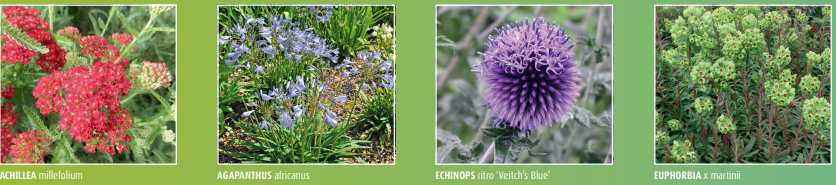 ACHILLEA millefolium
AGAPANTHUS africanus
ECHINOPS ritro ‘Veitch’s Blue’
EUPHORBIA x martinii